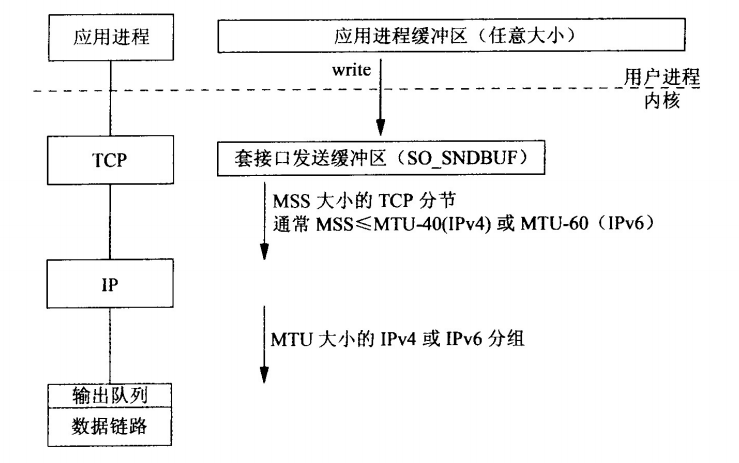 应用进程
应用进程缓冲区（任意大小）
write
用户进程
内核
TCP
套接口发送缓冲区（SO_SNDBUF）
MSS 大小的 TCP 分节
通常 MSS≤MTU-40(IPv4) 或 MTU-60（IPv6）
IP
MTU 大小的 IPv4 或 IPv6 分组
输出队列
数据链路